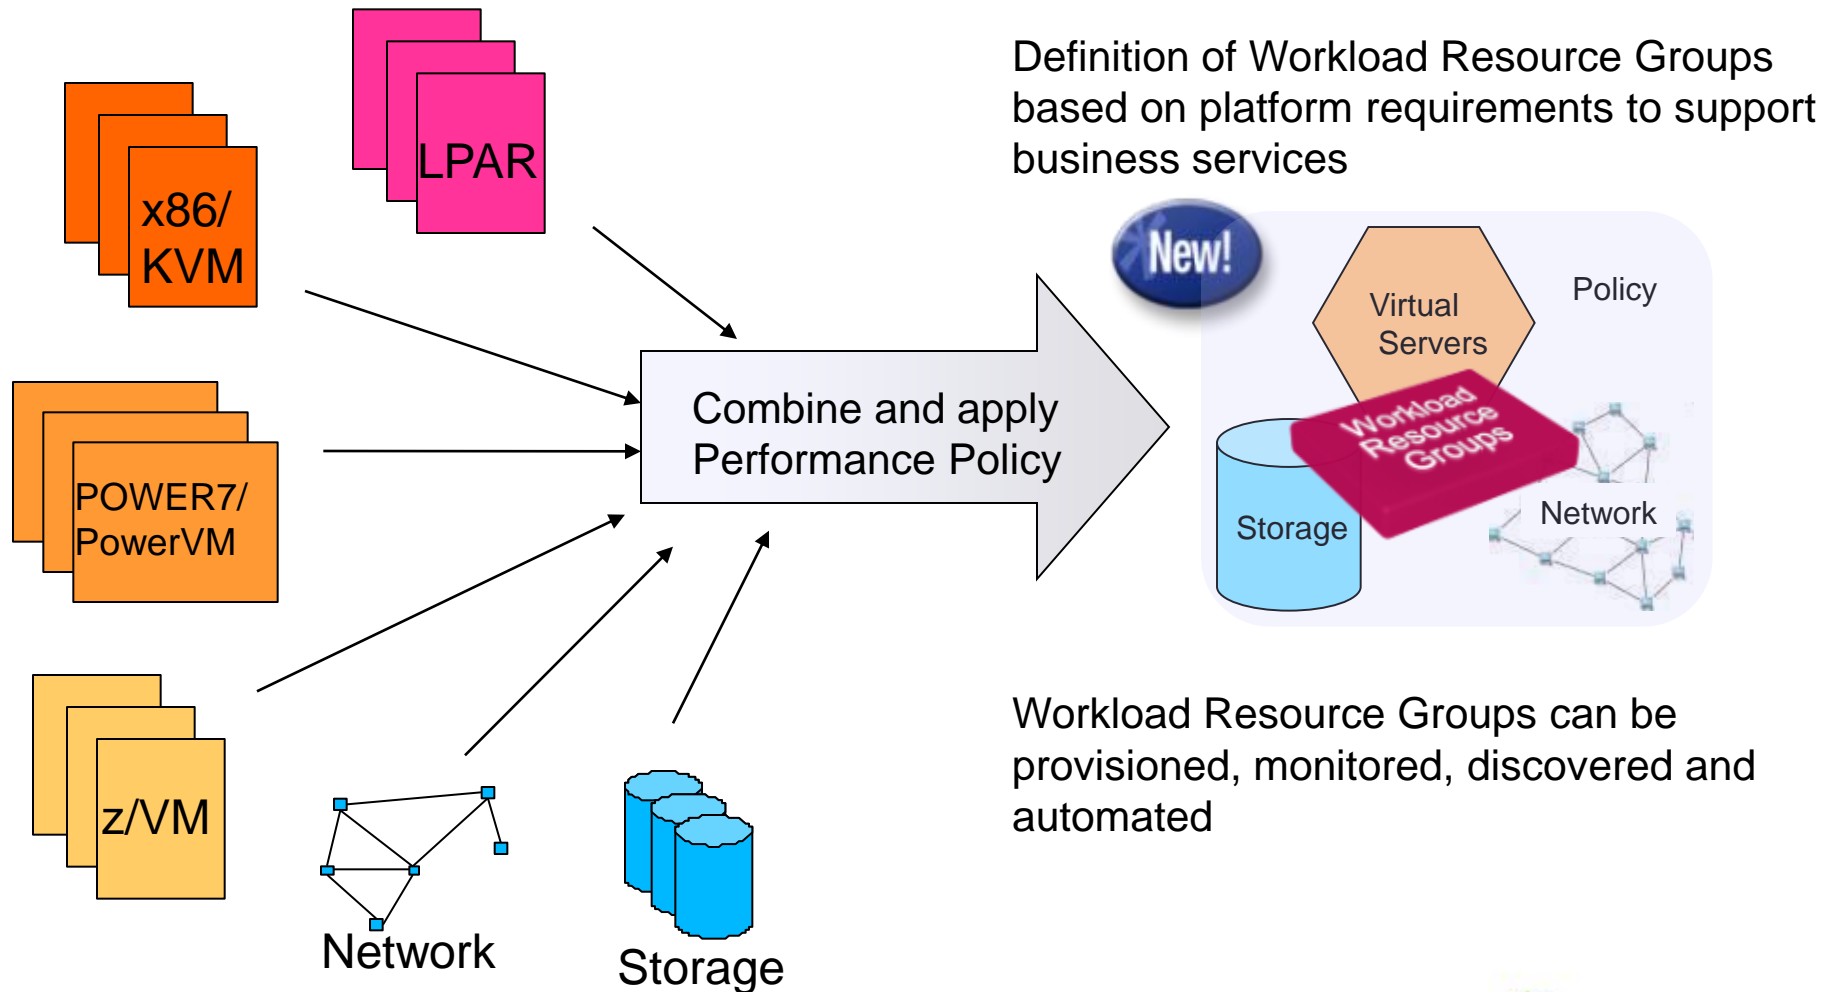 LPAR
x86/
KVM
POWER7/
PowerVM
z/VM
Network
Storage
Combine and apply
Performance Policy
Definition of Workload Resource Groups
based on platform requirements to support
business services
New!
Policy
Virtual
Servers
Workload
Resource
Groups
Storage
Network
Workload Resource Groups can be
provisioned, monitored, discovered and
automated